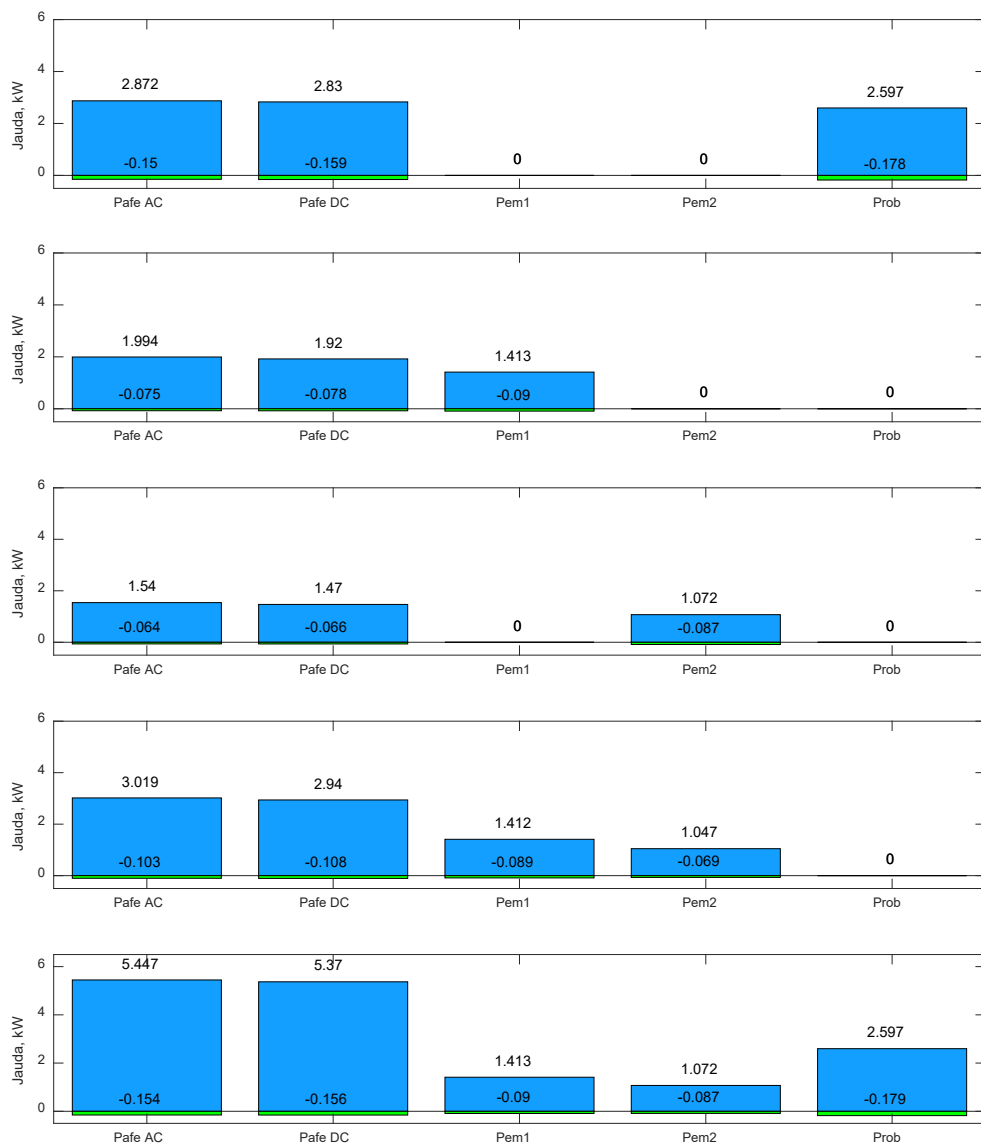 6
4
2
0
Jauda, kW
2.872
2.83
0
0
2.597
-0.15
-0.159
-0.178
Pafe AC
Pafe DC
Pem1
Pem2
Prob
6
4
2
0
Jauda, kW
1.994
1.92
1.413
0
0
-0.075
-0.078
-0.09
Pafe AC
Pafe DC
Pem1
Pem2
Prob
6
4
2
0
Jauda, kW
1.54
1.47
0
1.072
0
-0.064
-0.066
-0.087
Pafe AC
Pafe DC
Pem1
Pem2
Prob
6
4
2
0
Jauda, kW
3.019
2.94
1.412
1.047
0
-0.103
-0.108
-0.089
-0.069
Pafe AC
Pafe DC
Pem1
Pem2
Prob
6
4
2
0
Jauda, kW
5.447
5.37
1.413
1.072
2.597
-0.154
-0.156
-0.09
-0.087
-0.179
Pafe AC
Pafe DC
Pem1
Pem2
Prob